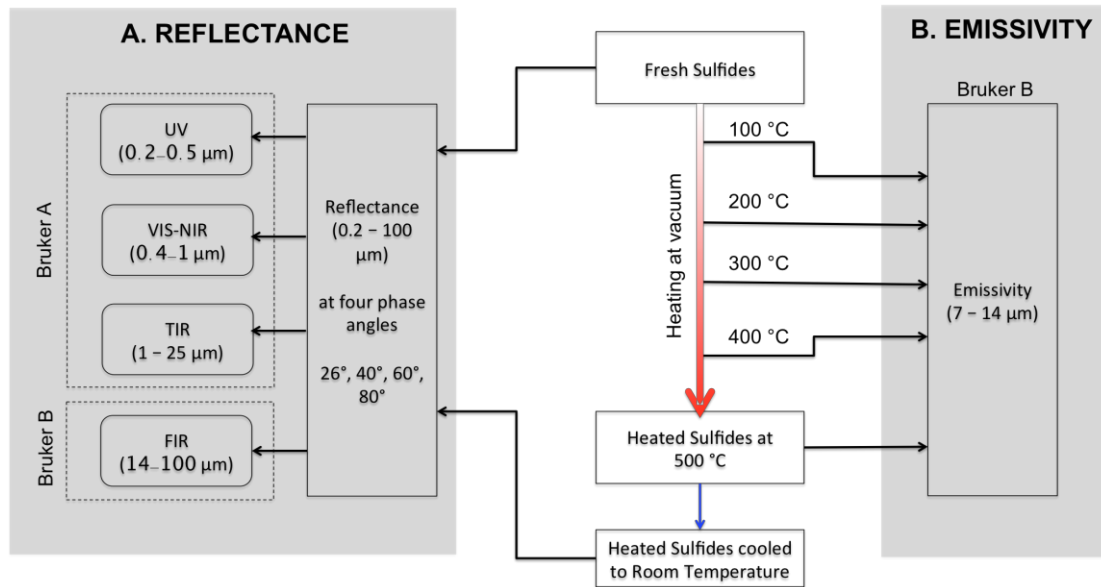 A. REFLECTANCE
Bruker A
UV
(0.2–0.5 μm)
VIS-NIR
(0.4–1 μm)
TIR
(1 – 25 μm)
Bruker B
FIR
(14–100 μm)
Reflectance
(0.2 – 100
μm)
at four phase
angles
26°, 40°, 60°,
80°
Fresh Sulfides
Heating at vacuum
100 °C
200 °C
300 °C
400 °C
Heated Sulfides at
500 °C
Heated Sulfides cooled
to Room Temperature
B. EMISSIVITY
Bruker B
Emissivity
(7 – 14 μm)